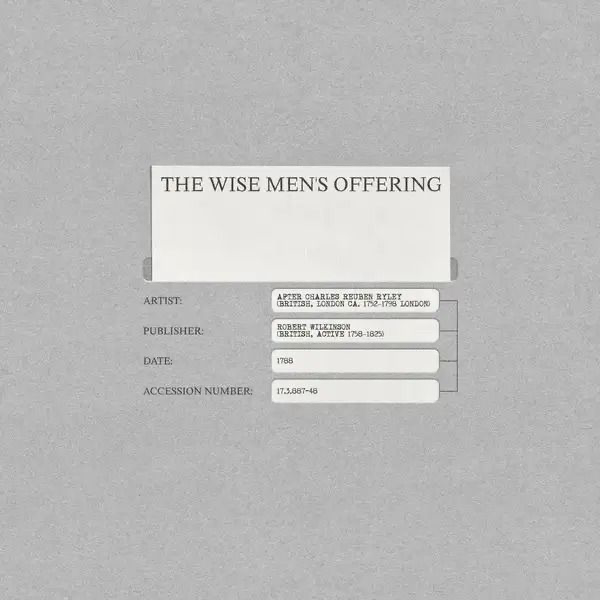 THE WISE MEN'S OFFERING
ARTIST:
AFTER CHARLES REUBEN RYLEY
(BRITISH, LONDON CA. 1752–1798 LONDON)
PUBLISHER:
ROBERT WILKINSON
(BRITISH, ACTIVE 1758–1825)
DATE:
1788
ACCESSION NUMBER:
17.3.887–48